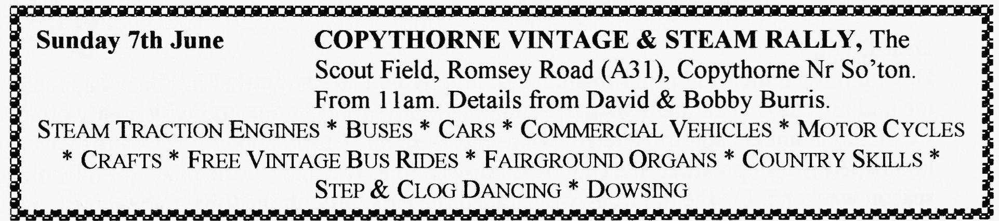 Sunday 7th June COPYTHORNE VINTAGE & STEAM RALLY, The
Scout Field, Romsey Road (A31), Copythorne Nr So'ton.
From 11am. Details from David & Bobby Burris.
STEAM TRACTION ENGINES * BUSES * CARS * COMMERCIAL VEHICLES * MOTOR CYCLES
* CRAFTS * FREE VINTAGE BUS RIDES * FAIRGROUND ORGANS * COUNTRY SKILLS *
STEP & CLOG DANCING * DOWSING